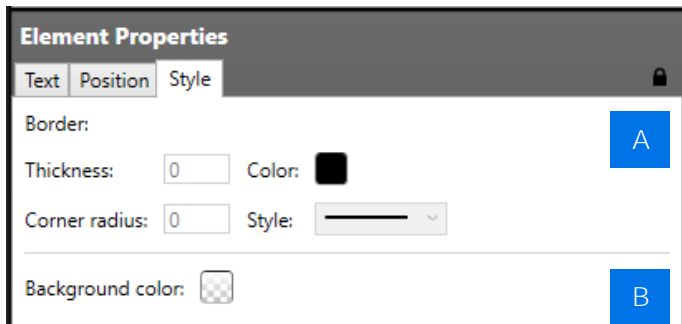 Element Properties
Text Position Style
Border:
A
Thickness: 0 Color:
Corner radius: 0 Style:
Background color:
B